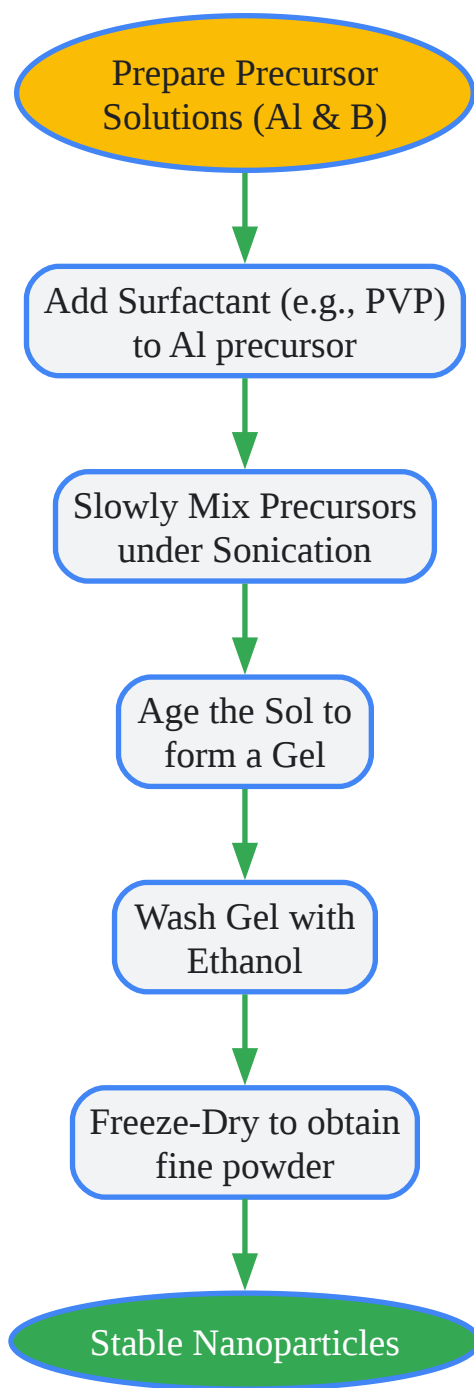 Prepare Precursor
Solutions (Al & B)
Add Surfactant (e.g., PVP)
to Al precursor
Slowly Mix Precursors
under Sonication
Age the Sol to
form a Gel
Wash Gel with
Ethanol
Freeze-Dry to obtain
fine powder
Stable Nanoparticles